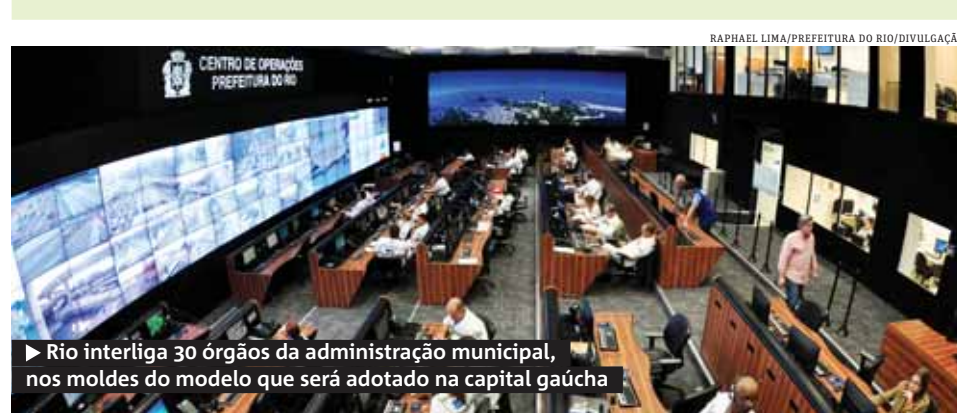 RAPHAEL LIMA/PREFEITURA DO RIO/DIVULGAÇÃ
CENTRO DE OPERAÇÕES
PREFEITURA DO RIO
▶ Rio interliga 30 órgãos da administração municipal,
nos moldes do modelo que será adotado na capital gaúcha